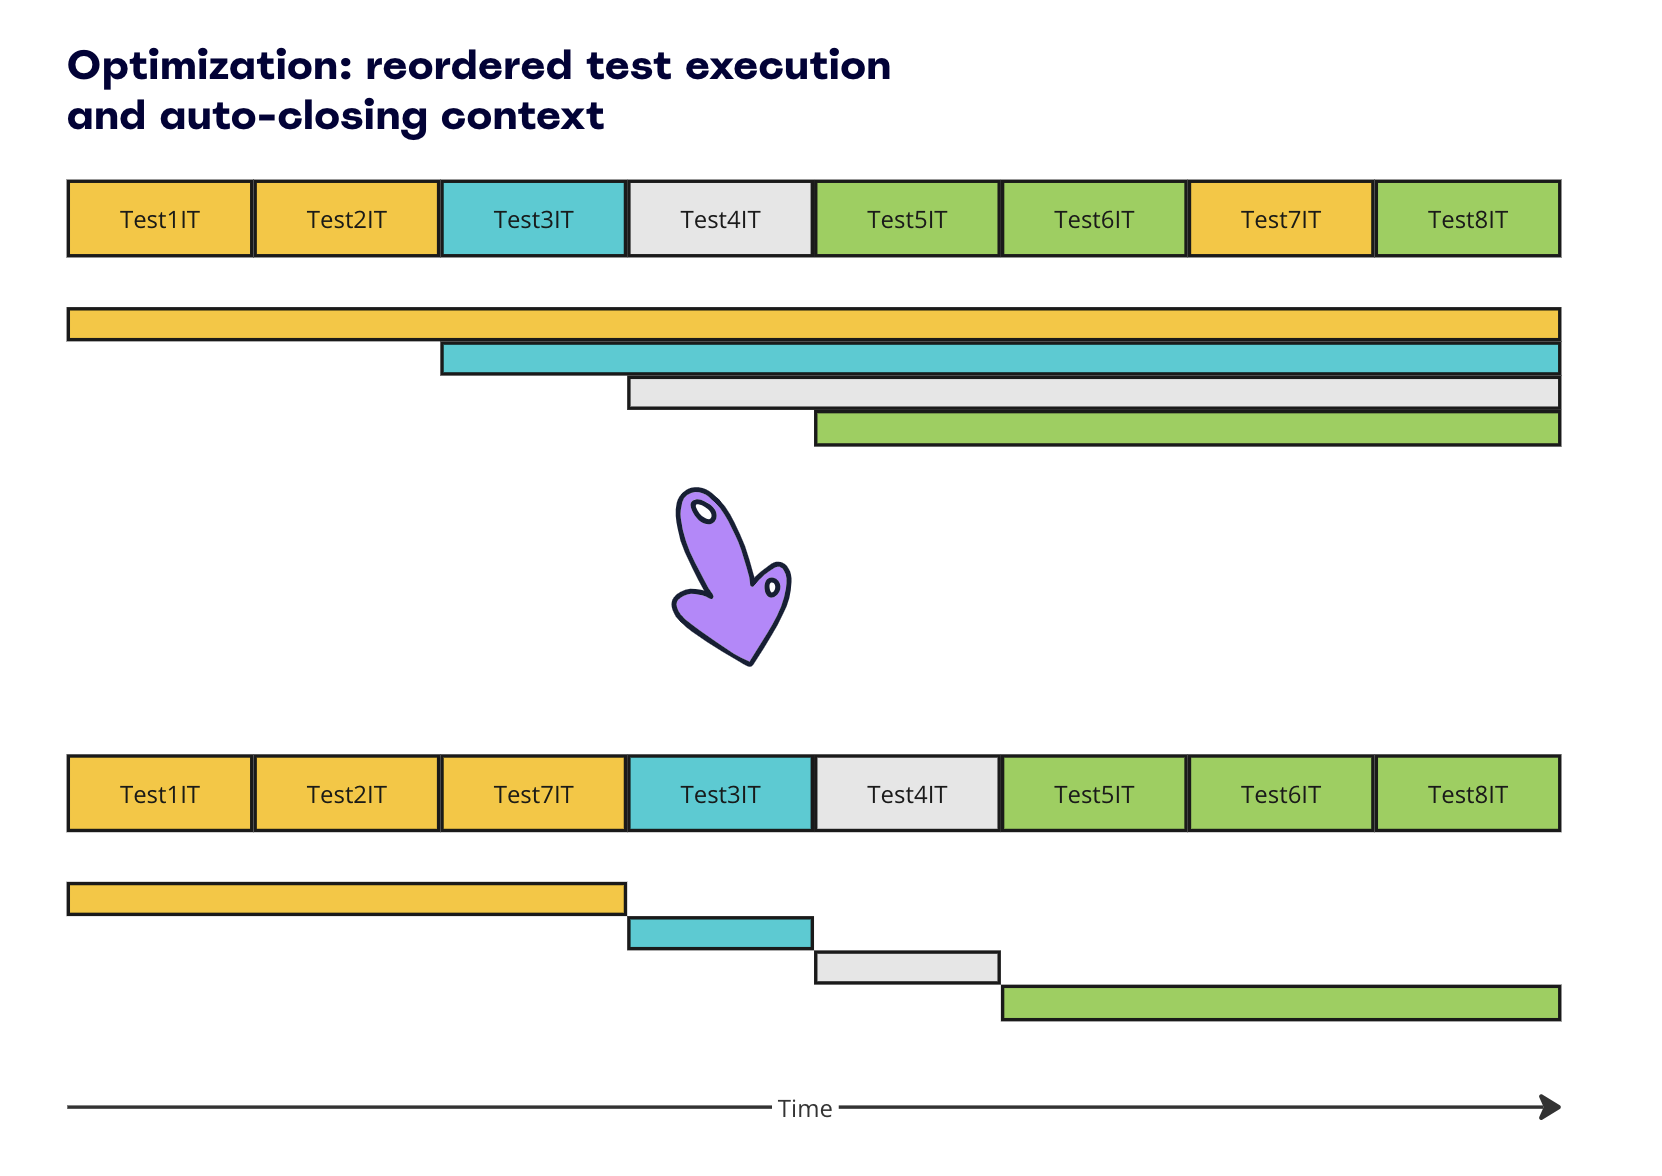 Optimization: reordered test execution
and auto-closing context
Test1IT Test2IT Test3IT Test4IT Test5IT Test6IT Test7IT Test8IT
Test1IT Test2IT Test7IT Test3IT Test4IT Test5IT Test6IT Test8IT
Time